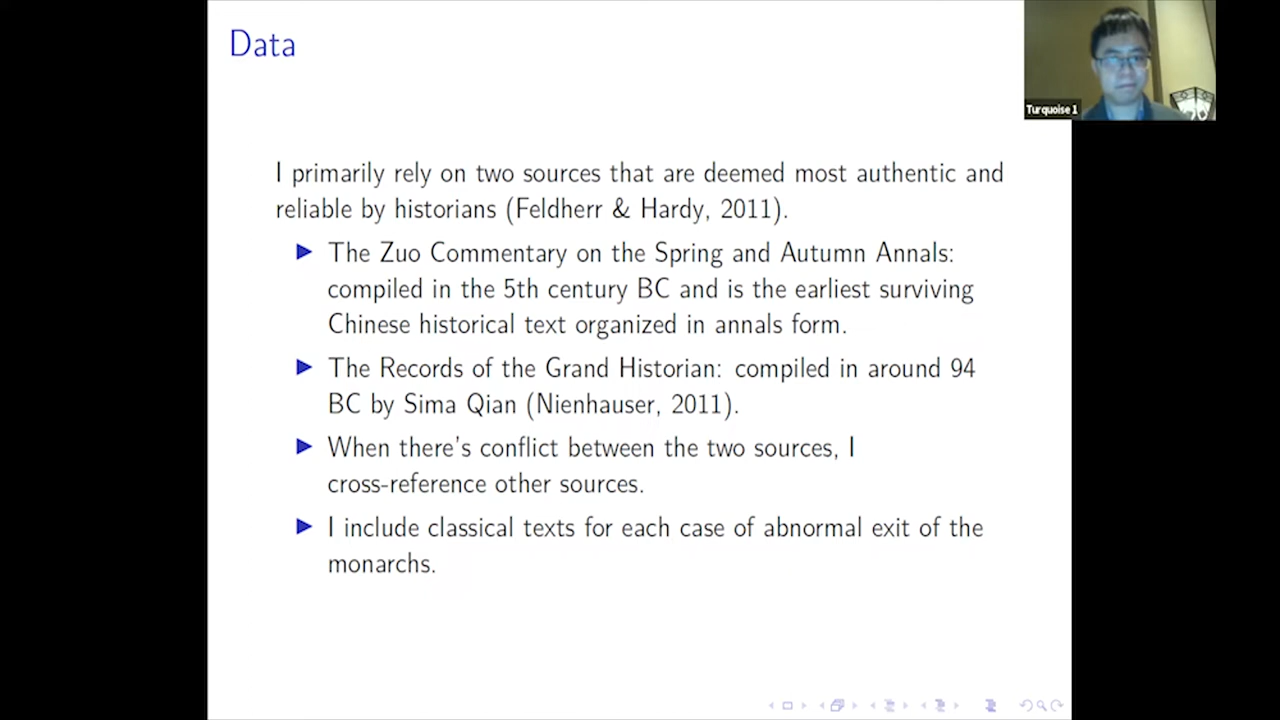 Data
Turquoise 1
I primarily rely on two sources that are deemed most authentic and
reliable by historians (Feldherr & Hardy, 2011).
The Zuo Commentary on the Spring and Autumn Annals:
compiled in the 5th century BC and is the earliest surviving
Chinese historical text organized in annals form.
The Records of the Grand Historian: compiled in around 94
BC by Sima Qian (Nienhauser, 2011).
When there's conflict between the two sources, I
cross-reference other sources.
I include classical texts for each case of abnormal exit of the
monarchs.